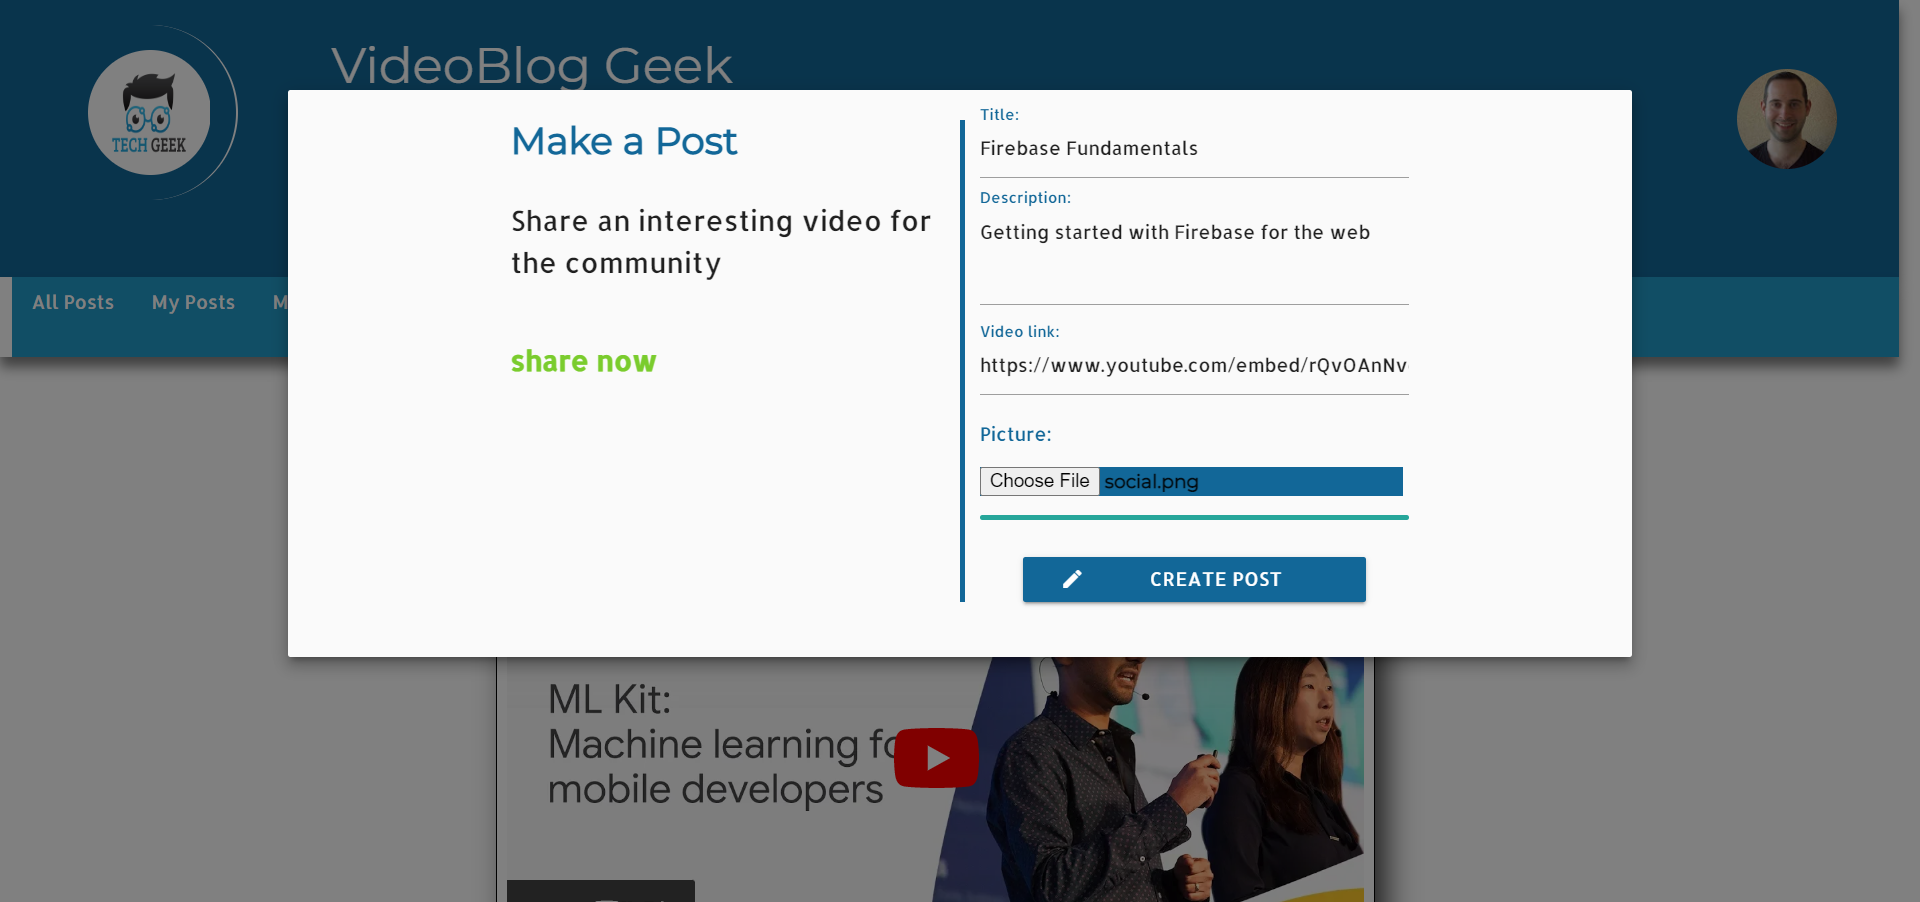 VideoBlog Geek
TECH GEEK
All Posts
My Posts
M
Make a Post
Share an interesting video for
the community
share now
Title:
Firebase Fundamentals
Description:
Getting started with Firebase for the web
Video link:
https://www.youtube.com/embed/rQvOAnNv
Picture:
Choose File social.png
CREATE POST
ML Kit:
Machine learning fo
mobile developers